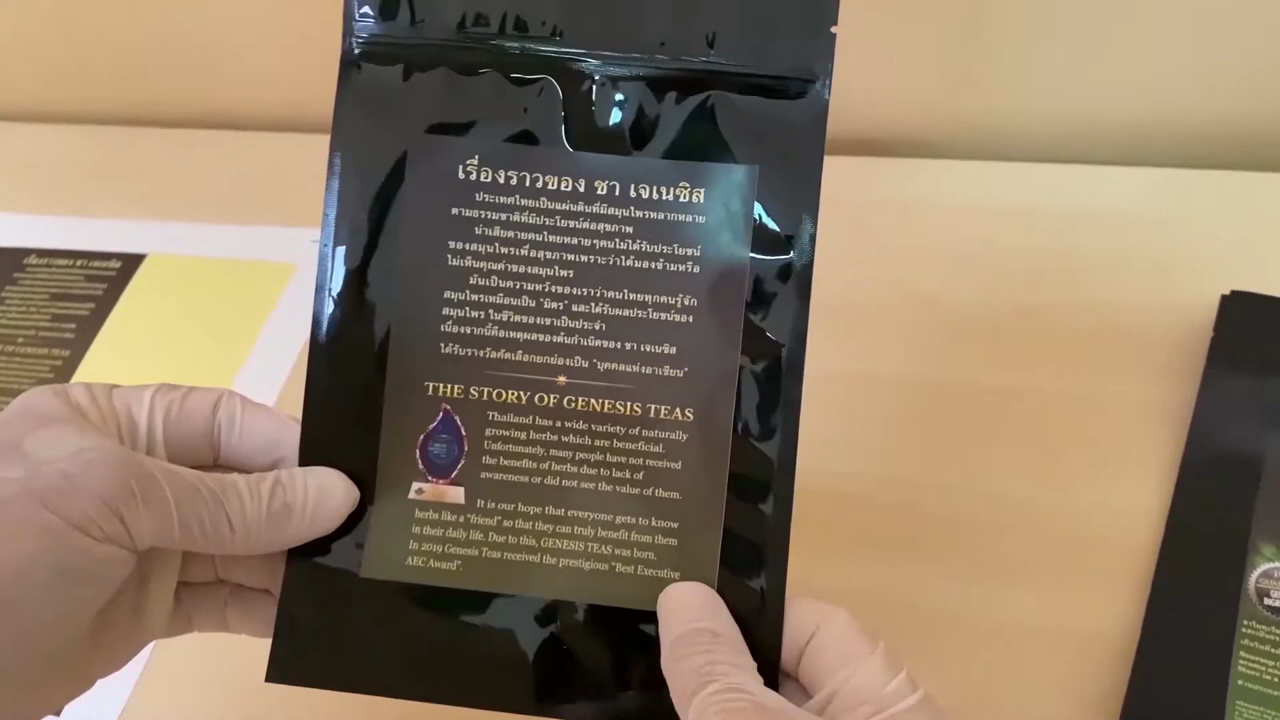 เรื่องราวของ ชา เจเนซิส
ประเทศไทยเป็นแผ่นดินที่มีสมุนไพรหลากหลาย
ตามธรรมชาติที่มีประโยชน์ต่อสุขภาพ
น่าเสียดายคนไทยหลายๆคนไม่ได้รับประโยชน์
ของสมุนไพรเพื่อสุขภาพเพราะว่าได้มองข้ามหรือ
ไม่เห็นคุณค่าของสมุนไพร
มันเป็นความหวังของเราว่าคนไทยทุกคนรู้จัก
สมุนไพรเหมือนเป็น "มิตร" และได้รับผลประโยชน์ของ
สมุนไพร ในชีวิตของเขาเป็นประจำ
เนื่องจากนี้คือเหตุผลของต้นกำเนิดของ ชา เจเนซิส
ได้รับรางวัลคัดเลือกยกย่องเป็น "บุคคลแห่งอาเซียน"
THE STORY OF GENESIS TEAS
Thailand has a wide variety of naturally
growing herbs which are beneficial.
Unfortunately, many people have not received
the benefits of herbs due to lack of
awareness or did not see the value of them.
It is our hope that everyone gets to know
herbs like a "friend" so that they can truly benefit from them
in their daily life. Due to this, GENESIS TEAS was born.
In 2019 Genesis Teas received the prestigious "Best Executive
AEC Award".
เรื่องราวของ ชา เจเนซิส
OF GENESIS TEAS